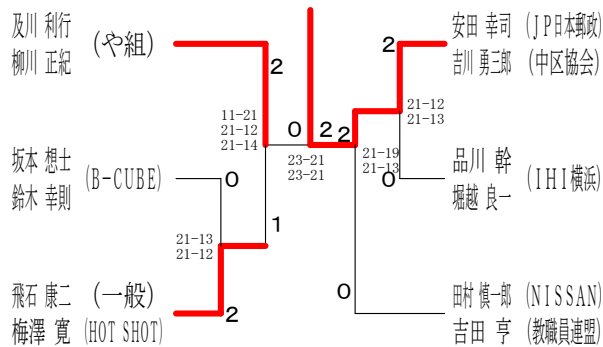 及川 利行
柳川 正紀
(や組)
坂本 想士
鈴木 幸則
(B-CUBE)
飛石 康二 (一般)
梅澤 寛 (HOT SHOT)
2
11-21
21-12
21-14
0
1
21-13
21-12
2
0
23-21
23-21
2
2
2
21-12
21-13
21-19
21-13
0
0
安田 幸司 (JP日本郵政)
吉川 勇三郎 (中区協会)
品川 幹
堀越 良一
(IHI横浜)
田村 慎一郎 (NISSAN)
吉田 亨 (教職員連盟)